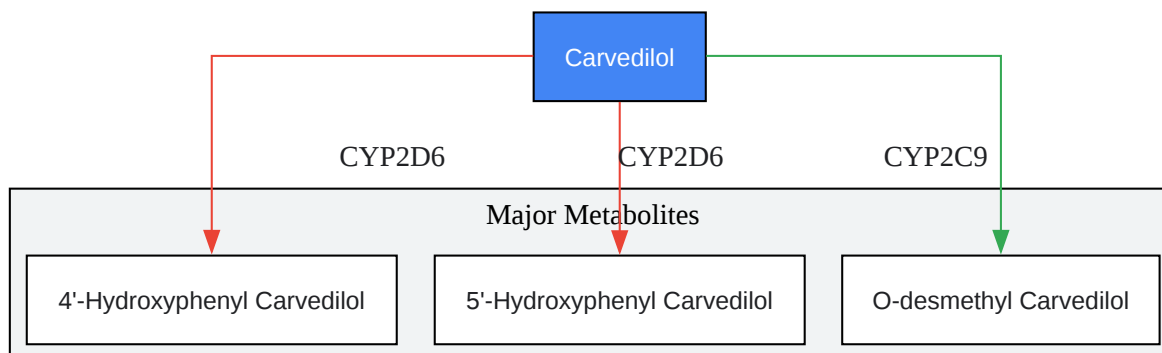 Carvedilol
CYP2D6
CYP2D6
CYP2C9
Major Metabolites
4'-Hydroxyphenyl Carvedilol
5'-Hydroxyphenyl Carvedilol
O-desmethyl Carvedilol